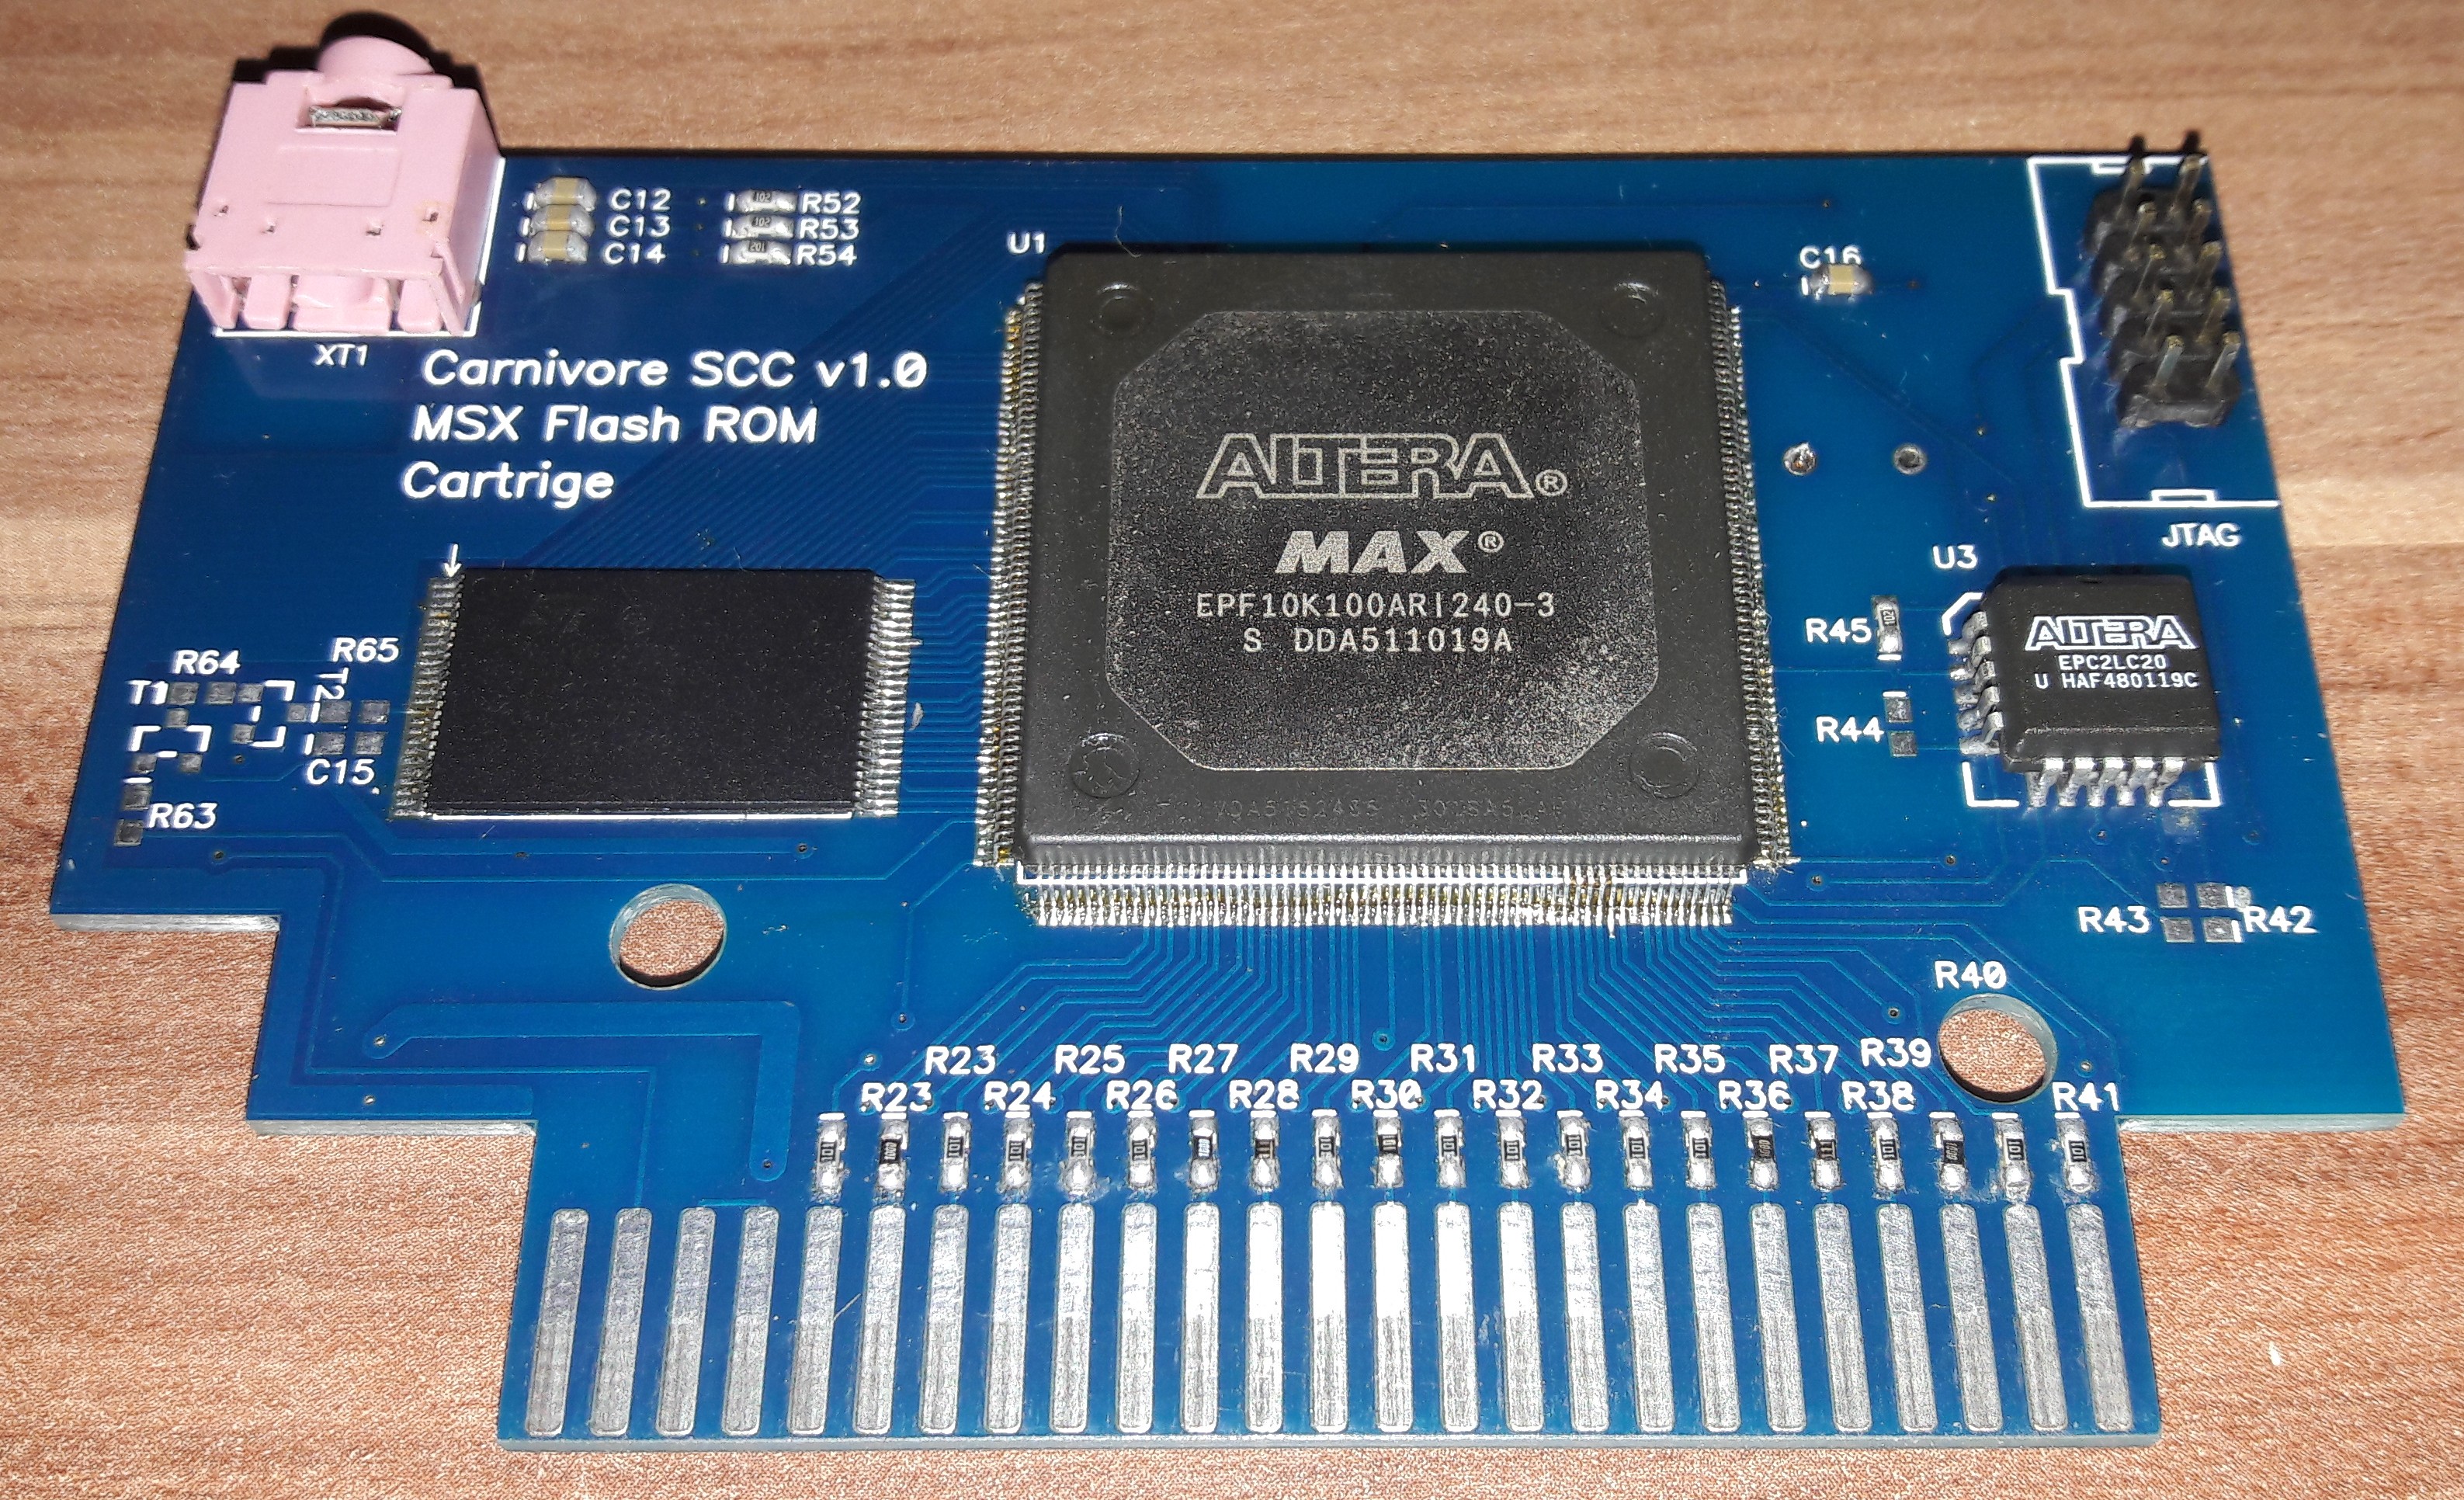 C12
R52
C13
R53
C14
R54
U1
C16
XT1
Carnivore SCC v1.0
MSX Flash ROM
Cartrige
ALTERA®
MAX®
EPF10K100ARI240-3
S DDA511019A
JTAG
U3
ALTERA
EPC2LC20
U HAF480119C
R45
R44
R65
R64
T1
T2
C15
R63
R43
R42
R40
R23 R25 R27 R29 R31 R33 R35 R37 R39
R23 R24 R26 R28 R30 R32 R34 R36 R38 R41